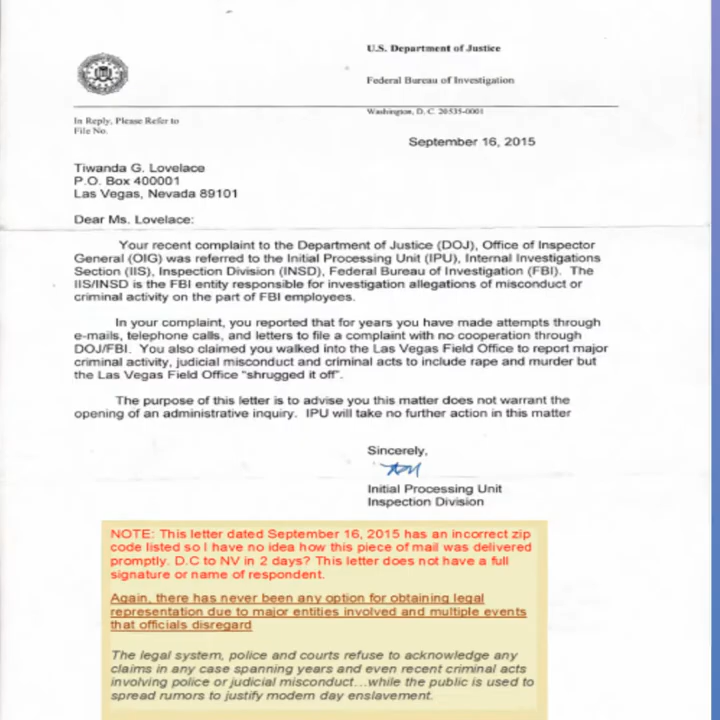 U.S. Department of Justice
Federal Bureau of Investigation
Washington, D. C. 20535-0001
In Reply, Please Refer to
File No.
September 16, 2015
Tiwanda G. Lovelace
P.O. Box 400001
Las Vegas, Nevada 89101
Dear Ms. Lovelace:
Your recent complaint to the Department of Justice (DOJ), Office of Inspector
General (OIG) was referred to the Initial Processing Unit (IPU), Internal Investigations
Section (IIS), Inspection Division (INSD), Federal Bureau of Investigation (FBI). The
IIS/INSD is the FBI entity responsible for investigation allegations of misconduct or
criminal activity on the part of FBI employees.
In your complaint, you reported that for years you have made attempts through
e-mails, telephone calls, and letters to file a complaint with no cooperation through
DOJ/FBI. You also claimed you walked into the Las Vegas Field Office to report major
criminal activity, judicial misconduct and criminal acts to include rape and murder but
the Las Vegas Field Office "shrugged it off".
The purpose of this letter is to advise you this matter does not warrant the
opening of an administrative inquiry. IPU will take no further action in this matter
Sincerely,
Initial Processing Unit
Inspection Division
NOTE: This letter dated September 16, 2015 has an incorrect zip
code listed so I have no idea how this piece of mail was delivered
promptly. D.C to NV in 2 days? This letter does not have a full
signature or name of respondent.
Again, there has never been any option for obtaining legal
representation due to major entities involved and multiple events
that officials disregard
The legal system, police and courts refuse to acknowledge any
claims in any case spanning years and even recent criminal acts
involving police or judicial misconduct...while the public is used to
spread rumors to justify modern day enslavement.